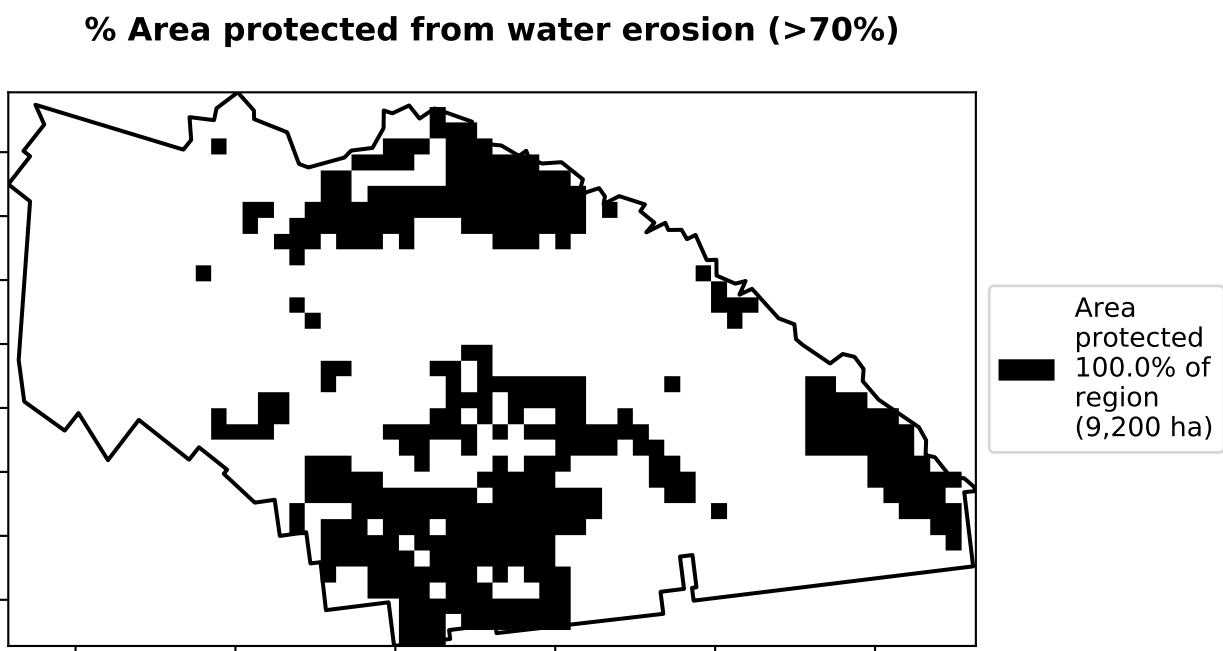 % Area protected from water erosion (>70%)
Area
protected
100.0% of
region
(9,200 ha)